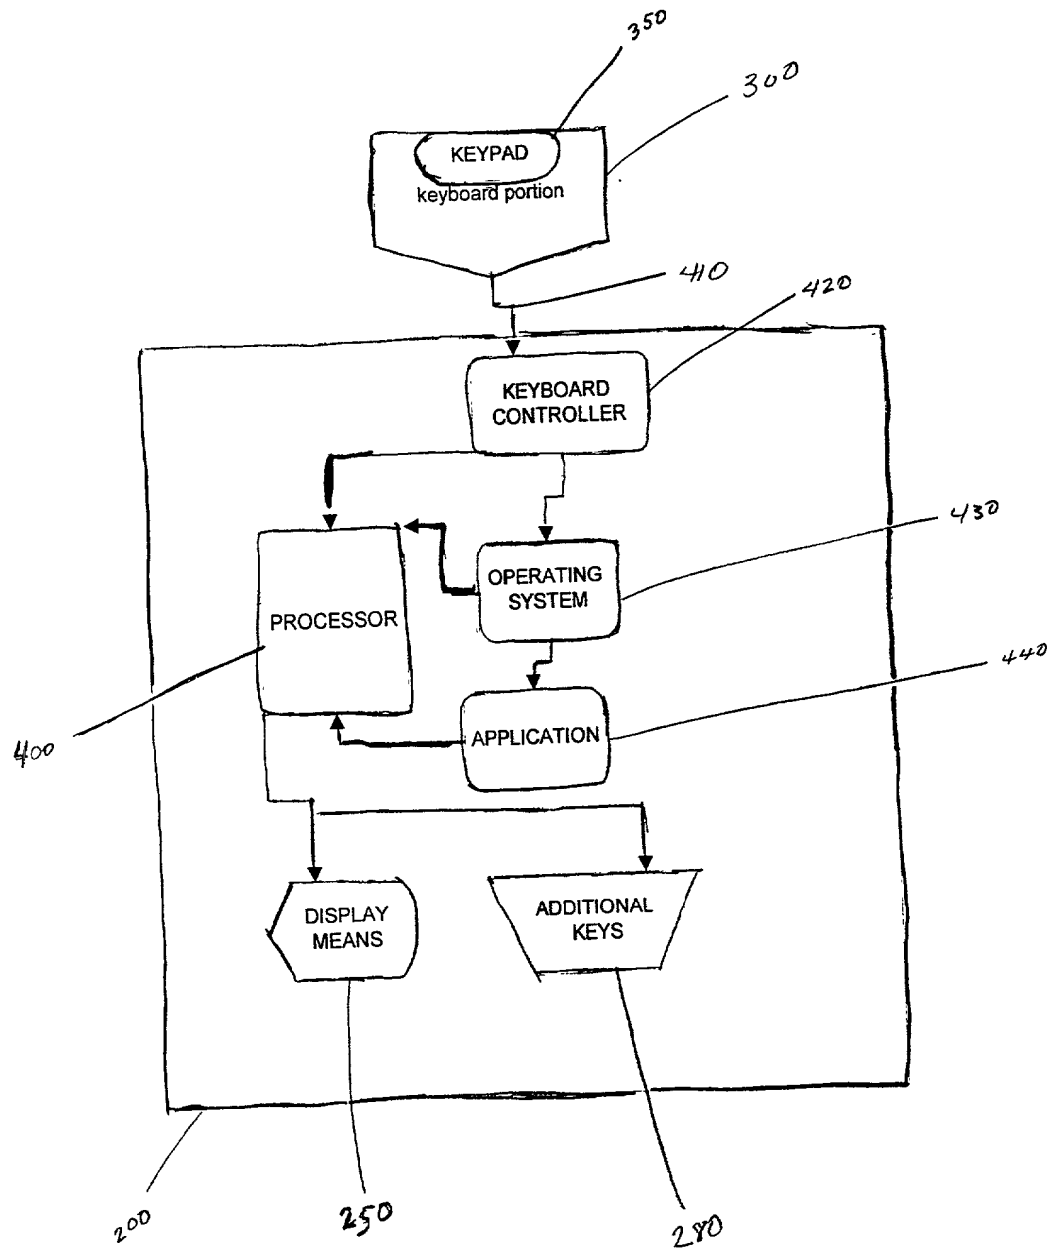 350
300
KEYPAD
keyboard portion
410
420
KEYBOARD
CONTROLLER
430
OPERATING
SYSTEM
PROCESSOR
440
400
APPLICATION
DISPLAY
MEANS
ADDITIONAL
KEYS
200
250
280